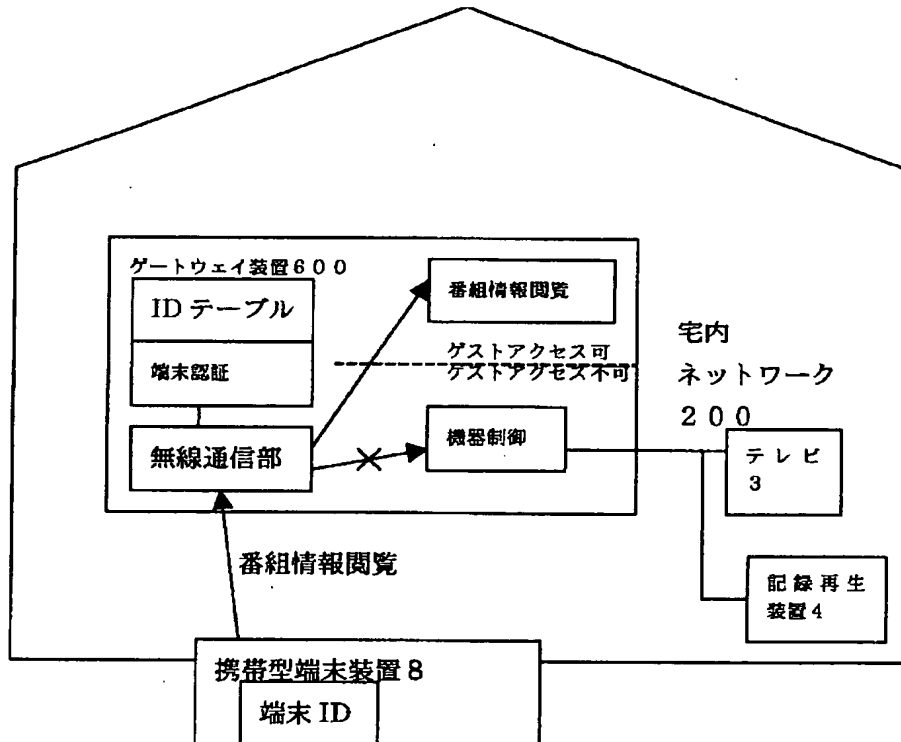 ゲートウェイ装置600
IDテーブル
端末認証
無線通信部
番組情報閲覧
ゲストアクセス可
ゲストアクセス不可
機器制御
宅内
ネットワーク
200
テレビ
3
記録再生
装置4
番組情報閲覧
携帯型端末装置8
端末ID